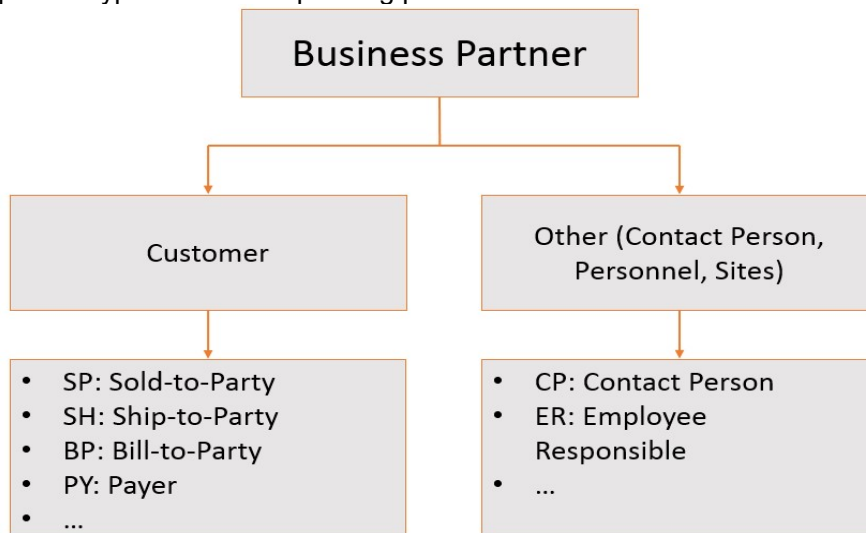 Business Partner
Customer
Other (Contact Person,
Personnel, Sites)
• SP: Sold-to-Party
• SH: Ship-to-Party
• BP: Bill-to-Party
• PY: Payer
• ...
• CP: Contact Person
• ER: Employee
Responsible
• ...